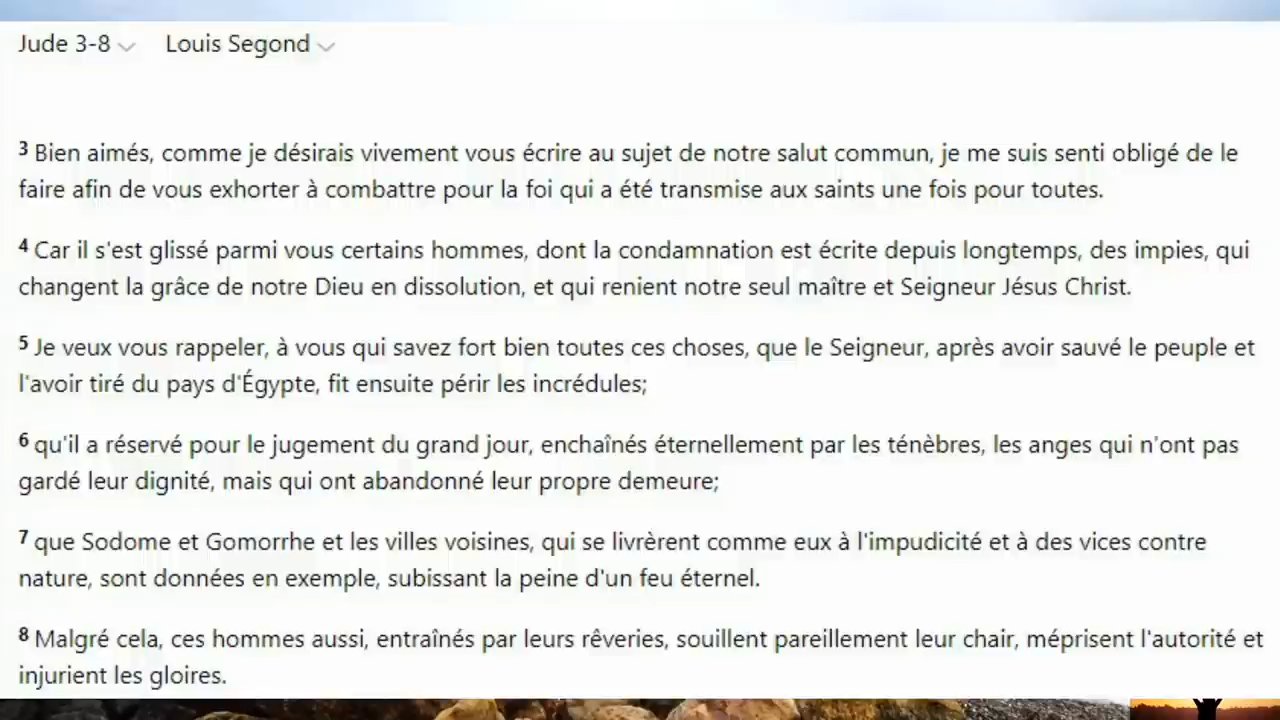 Jude 3-8 Louis Segond
3 Bien aimés, comme je désirais vivement vous écrire au sujet de notre salut commun, je me suis senti obligé de le
faire afin de vous exhorter à combattre pour la foi qui a été transmise aux saints une fois pour toutes.
4 Car il s'est glissé parmi vous certains hommes, dont la condamnation est écrite depuis longtemps, des impies, qui
changent la grâce de notre Dieu en dissolution, et qui renient notre seul maître et Seigneur Jésus Christ.
5 Je veux vous rappeler, à vous qui savez fort bien toutes ces choses, que le Seigneur, après avoir sauvé le peuple et
l'avoir tiré du pays d'Égypte, fit ensuite périr les incrédules;
6 qu'il a réservé pour le jugement du grand jour, enchaînés éternellement par les ténèbres, les anges qui n'ont pas
gardé leur dignité, mais qui ont abandonné leur propre demeure;
7 que Sodome et Gomorrhe et les villes voisines, qui se livrèrent comme eux à l'impudicité et à des vices contre
nature, sont données en exemple, subissant la peine d'un feu éternel.
8 Malgré cela, ces hommes aussi, entraînés par leurs rêveries, souillent pareillement leur chair, méprisent l'autorité et
injurient les gloires.